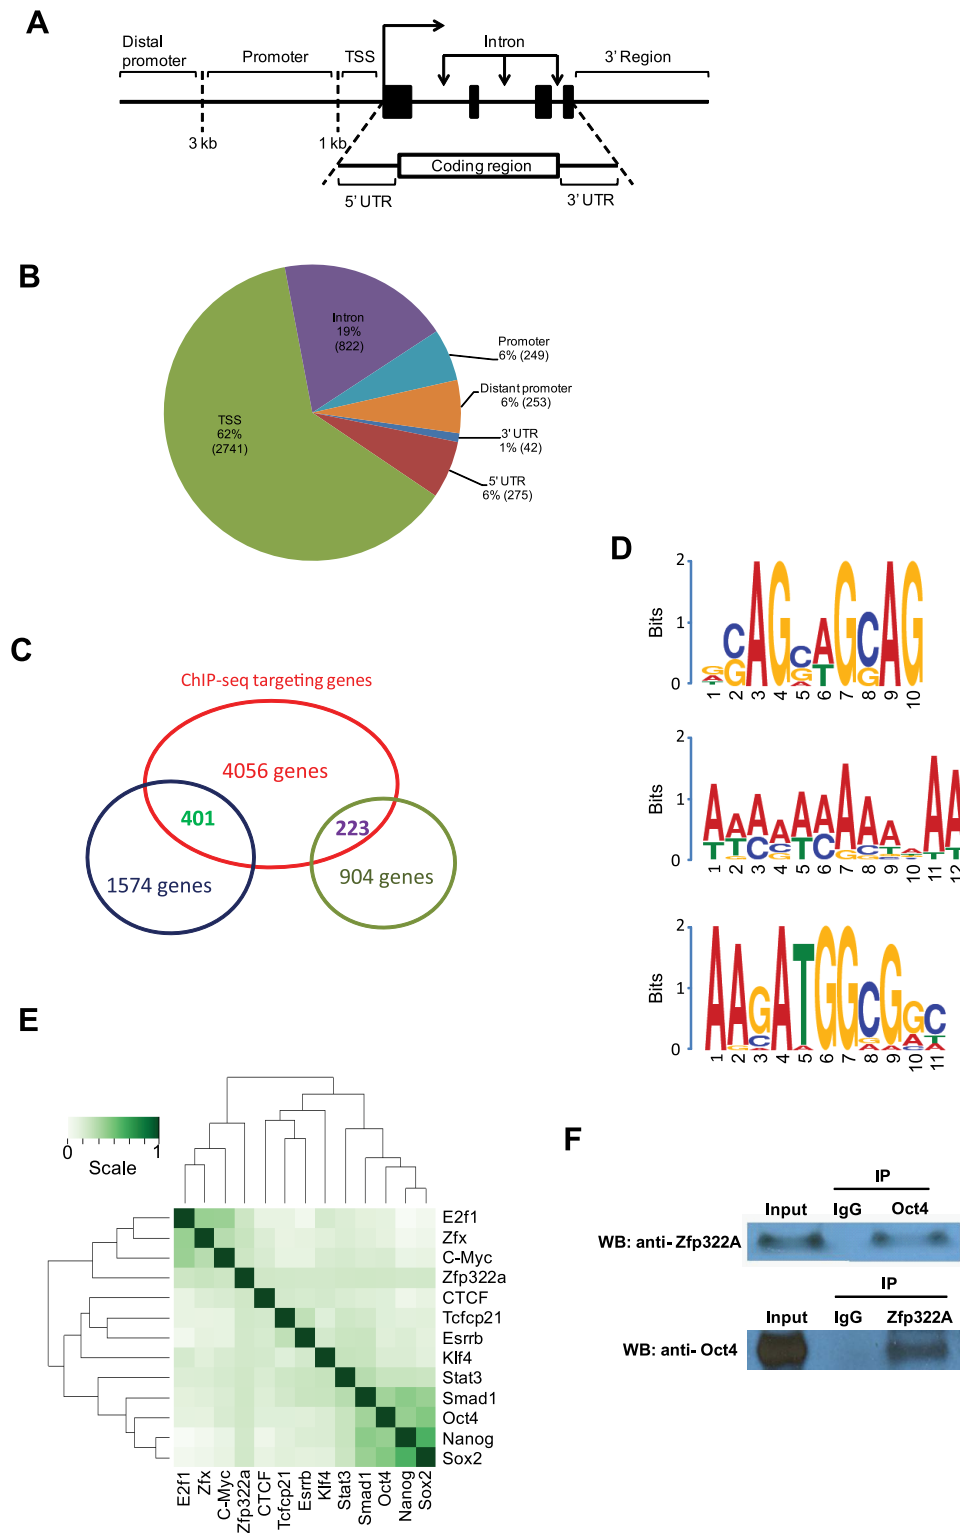 A
Distal
promoter
Promoter
TSS
Intron
3' Region
3 kb
1 kb
Coding region
5' UTR
3' UTR
B
Intron
19%
(822)
Promoter
6% (249)
Distant promoter
6% (253)
TSS
62%
(2741)
3' UTR
1% (42)
5' UTR
6% (275)
C
ChIP-seq targeting genes
4056 genes
401
223
1574 genes
904 genes
D
2
Bits
1
0
1 2 3 4 5 6 7 8 9 10
2
Bits
1
0
1 2 3 4 5 6 7 8 9 10 11 12
2
Bits
1
0
1 2 3 4 5 6 7 8 9 10 11
E
0 1
Scale
E2f1
Zfx
C-Myc
Zfp322a
CTCF
Tcfcp21
Esrrb
Klf4
Stat3
Smad1
Oct4
Nanog
Sox2
E2f1 Zfx C-Myc Zfp322a CTCF Tcfcp21 Esrrb Klf4 Stat3 Smad1 Oct4 Nanog Sox2
F
IP
Input IgG Oct4
WB: anti-Zfp322A
IP
Input IgG Zfp322A
WB: anti-Oct4